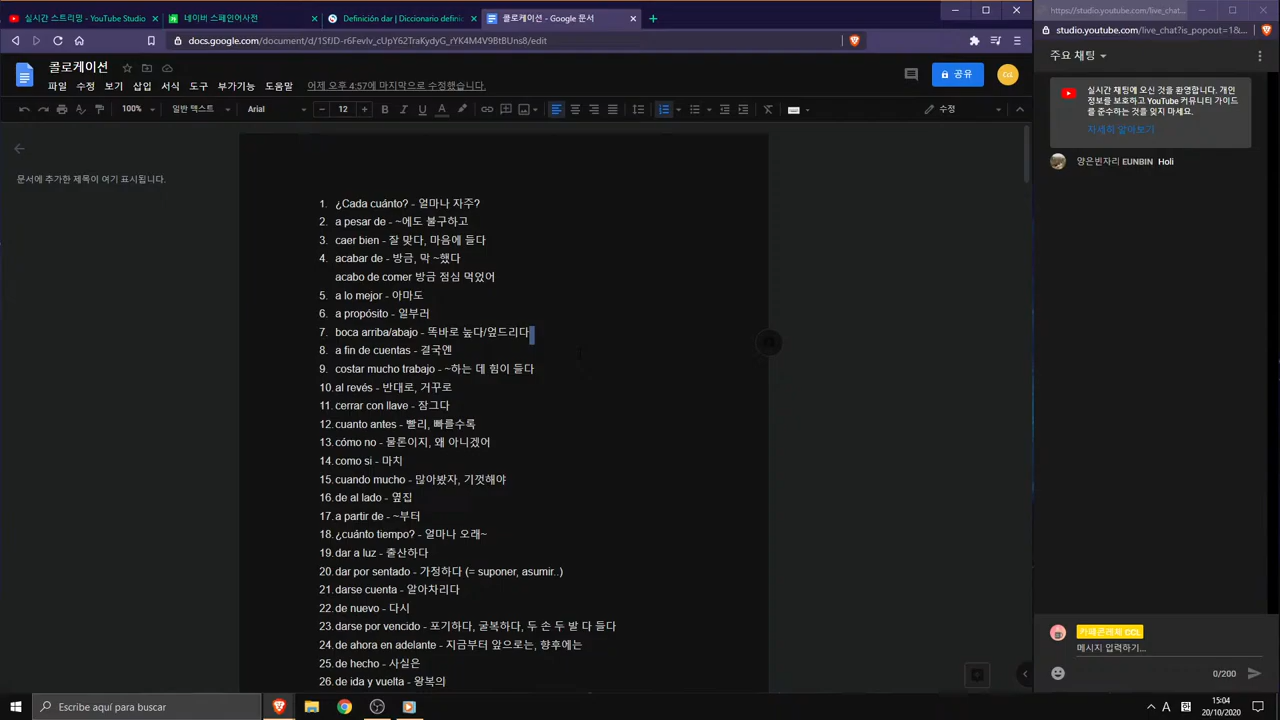 실시간 스트리밍 - YouTube Studio
네이버 스페인어사전
Definición dar | Diccionario defini
콜로케이션 - Google 문서
https://studio.youtube.com/live_chat?is_popout=1&...
docs.google.com/document/d/1SfJD-r6Fevlv_cUpY62TraKydyG_rYK4M4V9BtBUns8/edit
studio.youtube.com/live_chat?is_popout=1&u...
콜로케이션
주요 채팅
파일 수정 보기 삽입 서식 도구 부가기능 도움말 어제 오후 4:57에 마지막으로 수정했습니다.
공유
실시간 채팅에 오신 것을 환영합니다. 개인
정보를 보호하고 YouTube 커뮤니티 가이드
를 준수하는 것을 잊지 마세요.
자세히 알아보기
100% 일반 텍스트 Arial 12 수정
양은빈자리 EUNBIN Holi
문서에 추가한 제목이 여기 표시됩니다.
1. ¿Cada cuánto? - 얼마나 자주?
2. a pesar de - ~에도 불구하고
3. caer bien - 잘 맞다, 마음에 들다
4. acabar de - 방금, 막 ~했다
acabo de comer 방금 점심 먹었어
5. a lo mejor - 아마도
6. a propósito - 일부러
7. boca arriba/abajo - 똑바로 눞다/엎드리다
8. a fin de cuentas - 결국엔
9. costar mucho trabajo - ~하는 데 힘이 들다
10. al revés - 반대로, 거꾸로
11. cerrar con llave - 잠그다
12. cuanto antes - 빨리, 빠를수록
13. cómo no - 물론이지, 왜 아니겠어
14. como si - 마치
15. cuando mucho - 많아봤자, 기껏해야
16. de al lado - 옆집
17. a partir de - ~부터
18. ¿cuánto tiempo? - 얼마나 오래~
19. dar a luz - 출산하다
20. dar por sentado - 가정하다 (= suponer, asumir..)
21. darse cuenta - 알아차리다
22. de nuevo - 다시
23. darse por vencido - 포기하다, 굴복하다, 두 손 두 발 다 들다
24. de ahora en adelante - 지금부터 앞으로는, 향후에는
25. de hecho - 사실은
26. de ida y vuelta - 왕복의
카페콘레체 CCL
메시지 입력하기...
0/200
Escribe aquí para buscar
A 한
15:04
20/10/2020